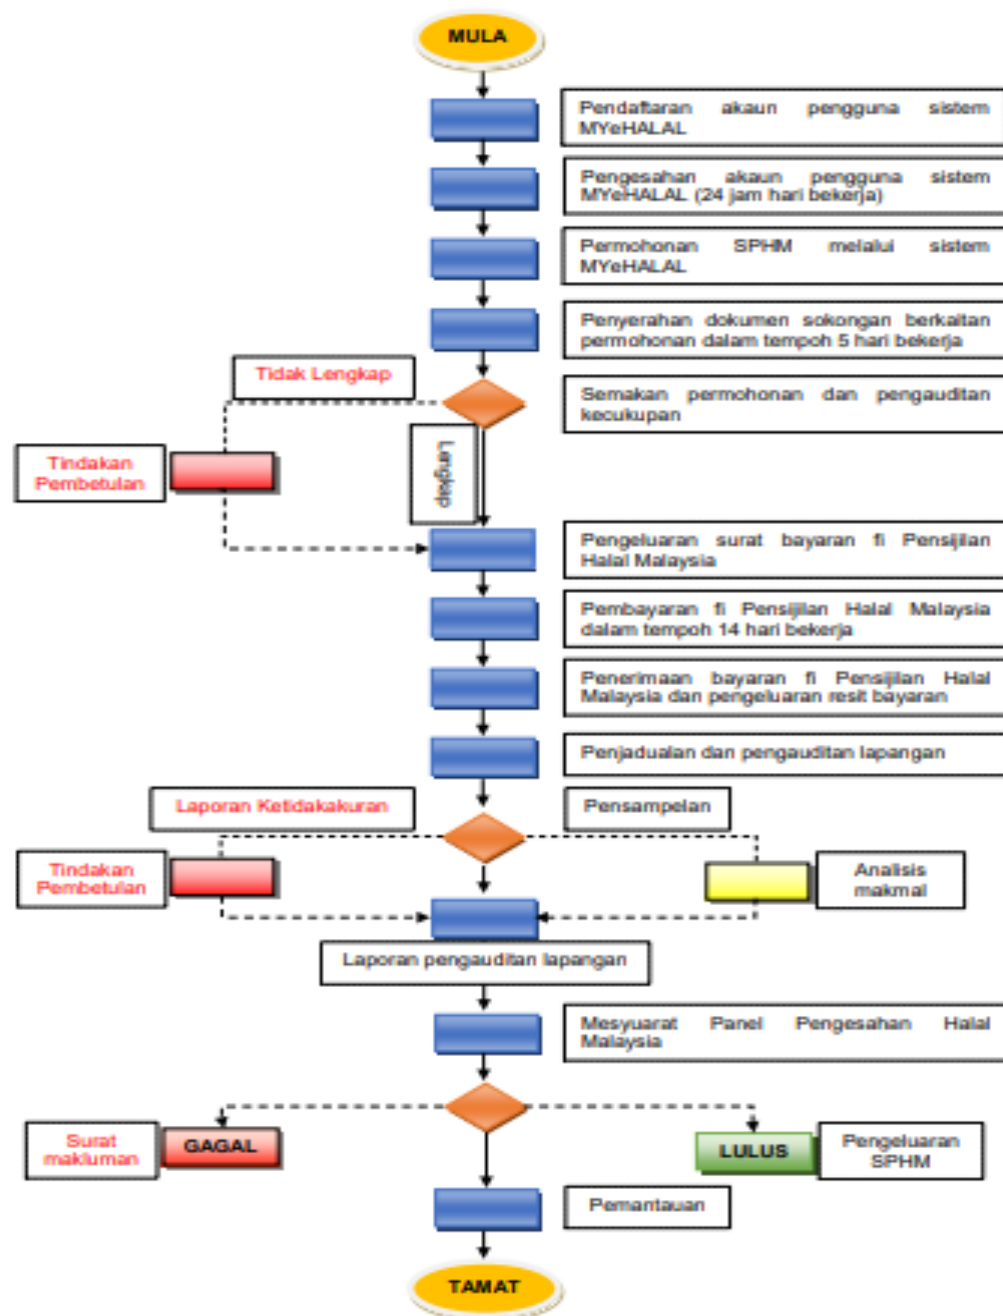 MULA
Pendaftaran akaun pengguna sistem
MYeHALAL
Pengesahan akaun pengguna sistem
MYeHALAL (24 jam hari bekerja)
Permohonan SPHM melalui sistem
MYeHALAL
Penyerahan dokumen sokongan berkaitan
permohonan dalam tempoh 5 hari bekerja
Tidak Lengkap
Semakan permohonan dan pengauditan
kecukupan
Lengkap
Tindakan
Pembetulan
Pengeluaran surat bayaran fi Pensijilan
Halal Malaysia
Pembayaran fi Pensijilan Halal Malaysia
dalam tempoh 14 hari bekerja
Penerimaan bayaran fi Pensijilan Halal
Malaysia dan pengeluaran resit bayaran
Penjadualan dan pengauditan lapangan
Laporan Ketidakakuran
Pensampelan
Tindakan
Pembetulan
Analisis
makmal
Laporan pengauditan lapangan
Mesyuarat Panel Pengesahan Halal
Malaysia
Surat
makluman
GAGAL
LULUS
Pengeluaran
SPHM
Pemantauan
TAMAT